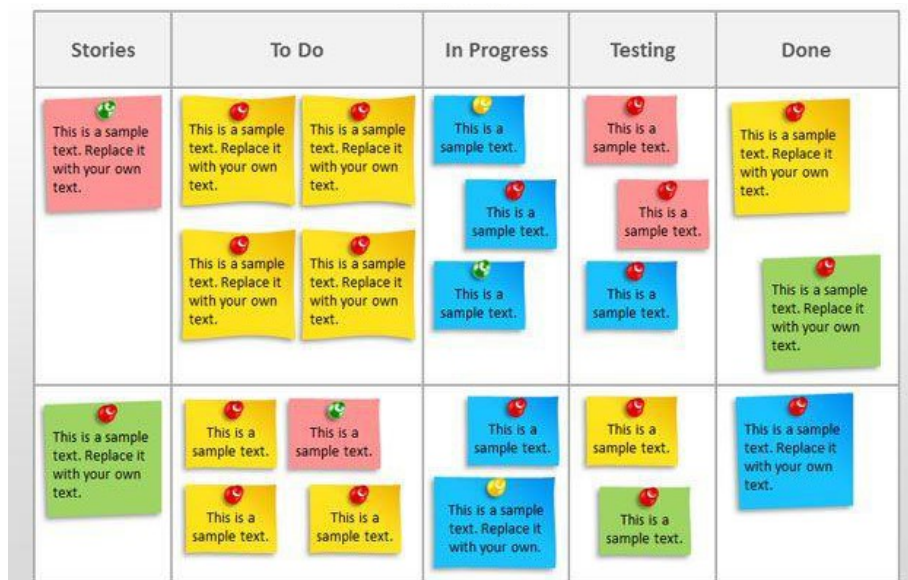 Stories
To Do
In Progress
Testing
Done
This is a sample
text. Replace it
with your own
text.
This is a sample
text. Replace it
with your own
text.
This is a sample
text. Replace it
with your own
text.
This is a sample
text. Replace it
with your own
text.
This is a sample
text. Replace it
with your own
text.
This is a
sample text.
This is a
sample text.
This is a
sample text.
This is a
sample text.
This is a
sample text.
This is a
sample text.
This is a sample
text. Replace it
with your own
text.
This is a sample
text. Replace it
with your own
text.
This is a sample
text. Replace it
with your own
text.
This is a
sample text.
This is a
sample text.
This is a
sample text.
This is a
sample text.
This is a
sample text.
This is a sample
text. Replace it
with your own.
This is a
sample text.
This is a
sample text.
This is a sample
text. Replace it
with your own
text.